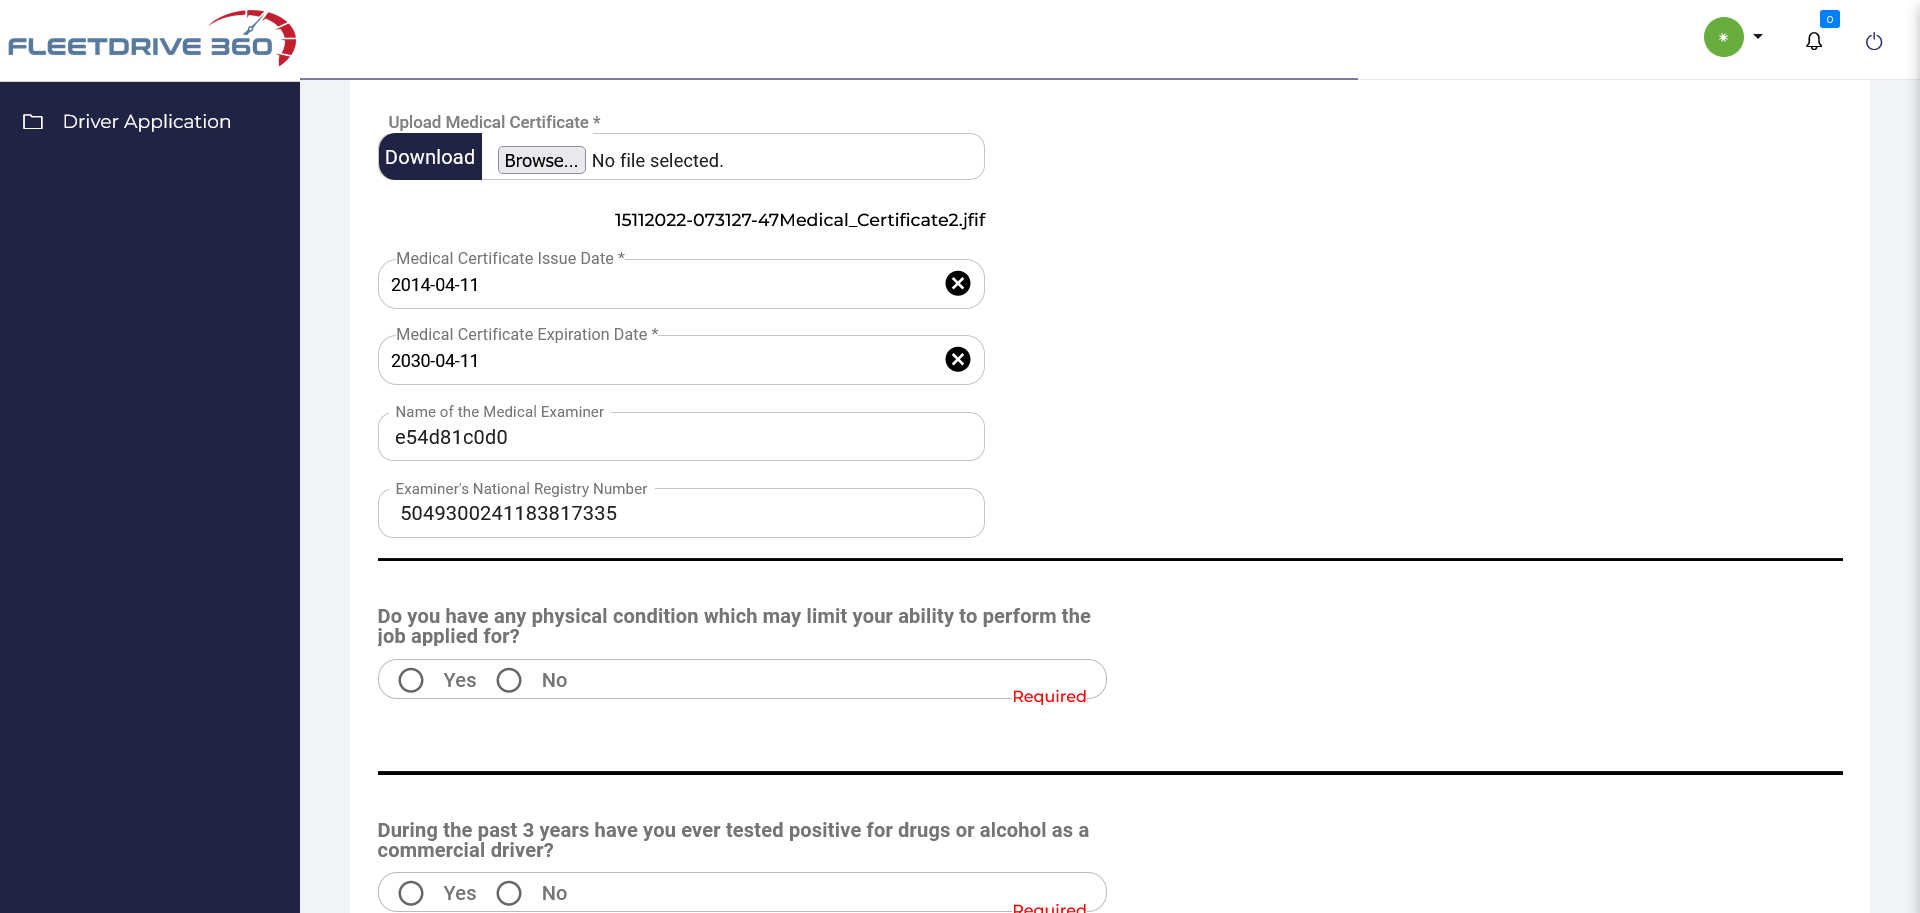 FLEETDRIVE 360
0
Driver Application
Upload Medical Certificate *
Download Browse... No file selected.
15112022-073127-47Medical_Certificate2.jfif
Medical Certificate Issue Date *
2014-04-11
Medical Certificate Expiration Date *
2030-04-11
Name of the Medical Examiner
e54d81c0d0
Examiner's National Registry Number
5049300241183817335
Do you have any physical condition which may limit your ability to perform the
job applied for?
Yes No
Required
During the past 3 years have you ever tested positive for drugs or alcohol as a
commercial driver?
Yes No
Required